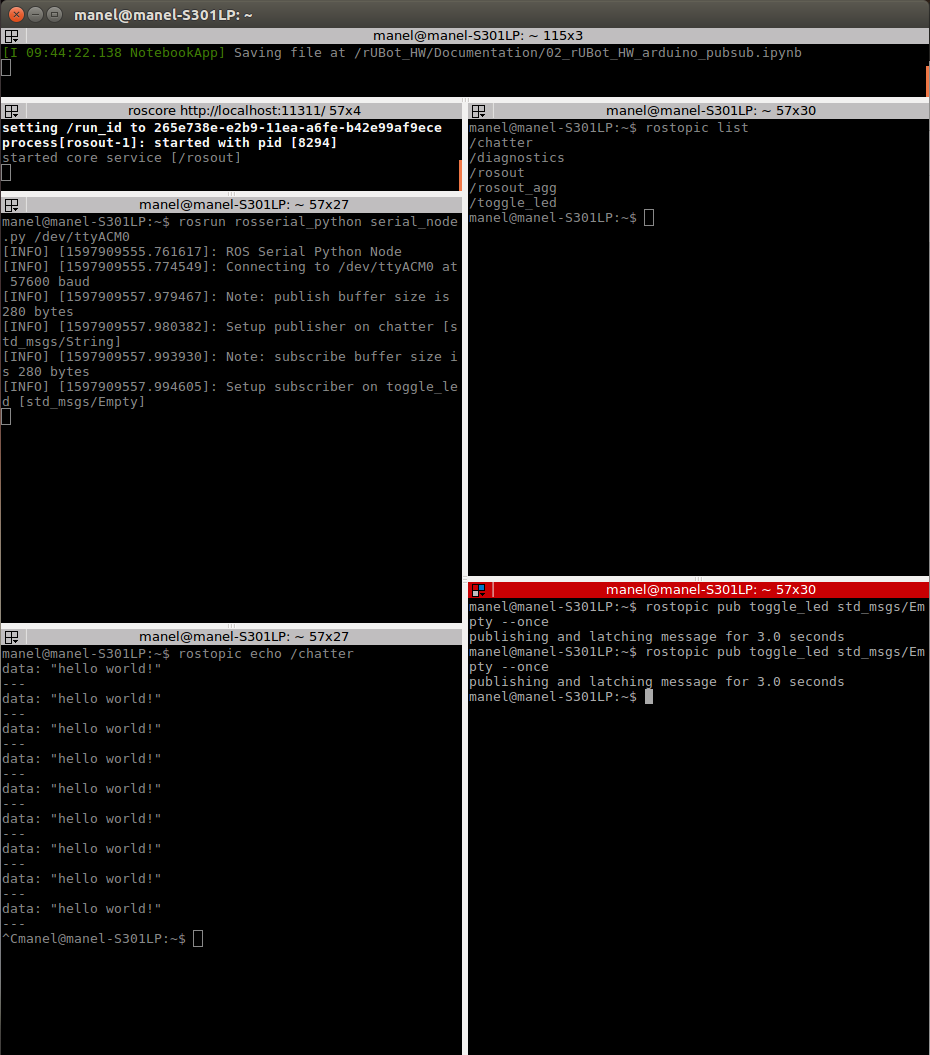 manel@manel-S301LP: ~
manel@manel-S301LP: ~ 115x3
[I 09:44:22.138 NotebookApp] Saving file at /rUBot_HW/Documentation/02_rUBot_HW_arduino_pubsub.ipynb
roscore http://localhost:11311/ 57x4
setting /run_id to 265e738e-e2b9-11ea-a6fe-b42e99af9ece
process[rosout-1]: started with pid [8294]
started core service [/rosout]
manel@manel-S301LP: ~ 57x27
manel@manel-S301LP:~$ rosrun rosserial_python serial_node
.py /dev/ttyACM0
[INFO] [1597909555.761617]: ROS Serial Python Node
[INFO] [1597909555.774549]: Connecting to /dev/ttyACM0 at
 57600 baud
[INFO] [1597909557.979467]: Note: publish buffer size is
280 bytes
[INFO] [1597909557.980382]: Setup publisher on chatter [s
td_msgs/String]
[INFO] [1597909557.993930]: Note: subscribe buffer size i
s 280 bytes
[INFO] [1597909557.994605]: Setup subscriber on toggle_le
d [std_msgs/Empty]
manel@manel-S301LP: ~ 57x27
manel@manel-S301LP:~$ rostopic echo /chatter
data: "hello world!"
---
data: "hello world!"
---
data: "hello world!"
---
data: "hello world!"
---
data: "hello world!"
---
data: "hello world!"
---
data: "hello world!"
---
data: "hello world!"
---
data: "hello world!"
---
^Cmanel@manel-S301LP:~$
manel@manel-S301LP: ~ 57x30
manel@manel-S301LP:~$ rostopic list
/chatter
/diagnostics
/rosout
/rosout_agg
/toggle_led
manel@manel-S301LP:~$
manel@manel-S301LP: ~ 57x30
manel@manel-S301LP:~$ rostopic pub toggle_led std_msgs/Em
pty --once
publishing and latching message for 3.0 seconds
manel@manel-S301LP:~$ rostopic pub toggle_led std_msgs/Em
pty --once
publishing and latching message for 3.0 seconds
manel@manel-S301LP:~$